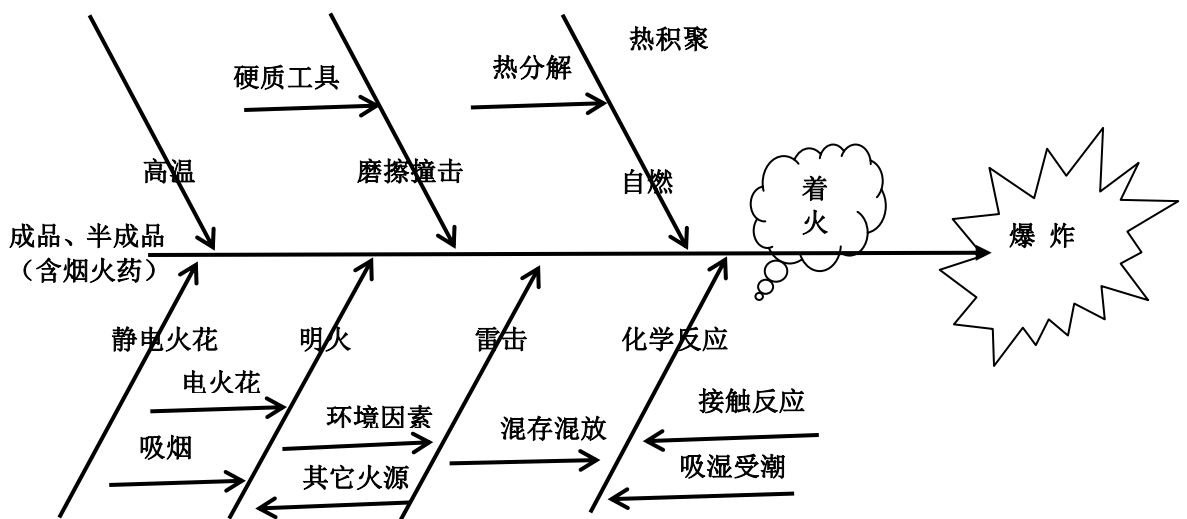 热积聚
热分解
硬质工具
高温
磨擦撞击
自燃
着
火
成品、半成品
（含烟火药）
爆 炸
静电火花
明火
雷击
化学反应
电火花
接触反应
环境因素
混存混放
吸烟
吸湿受潮
其它火源